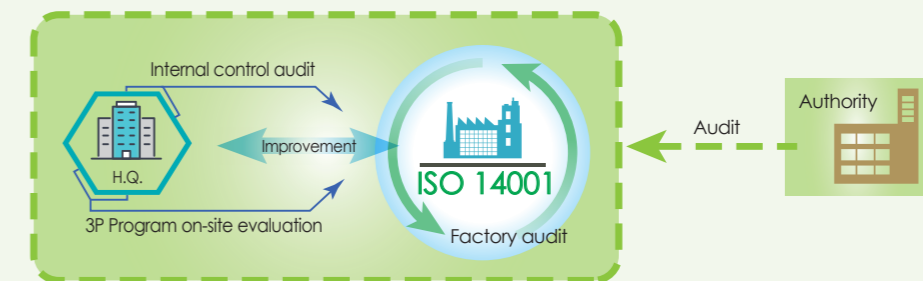 Internal control audit
H.Q.
Improvement
3P Program on-site evaluation
ISO 14001
Factory audit
Audit
Authority